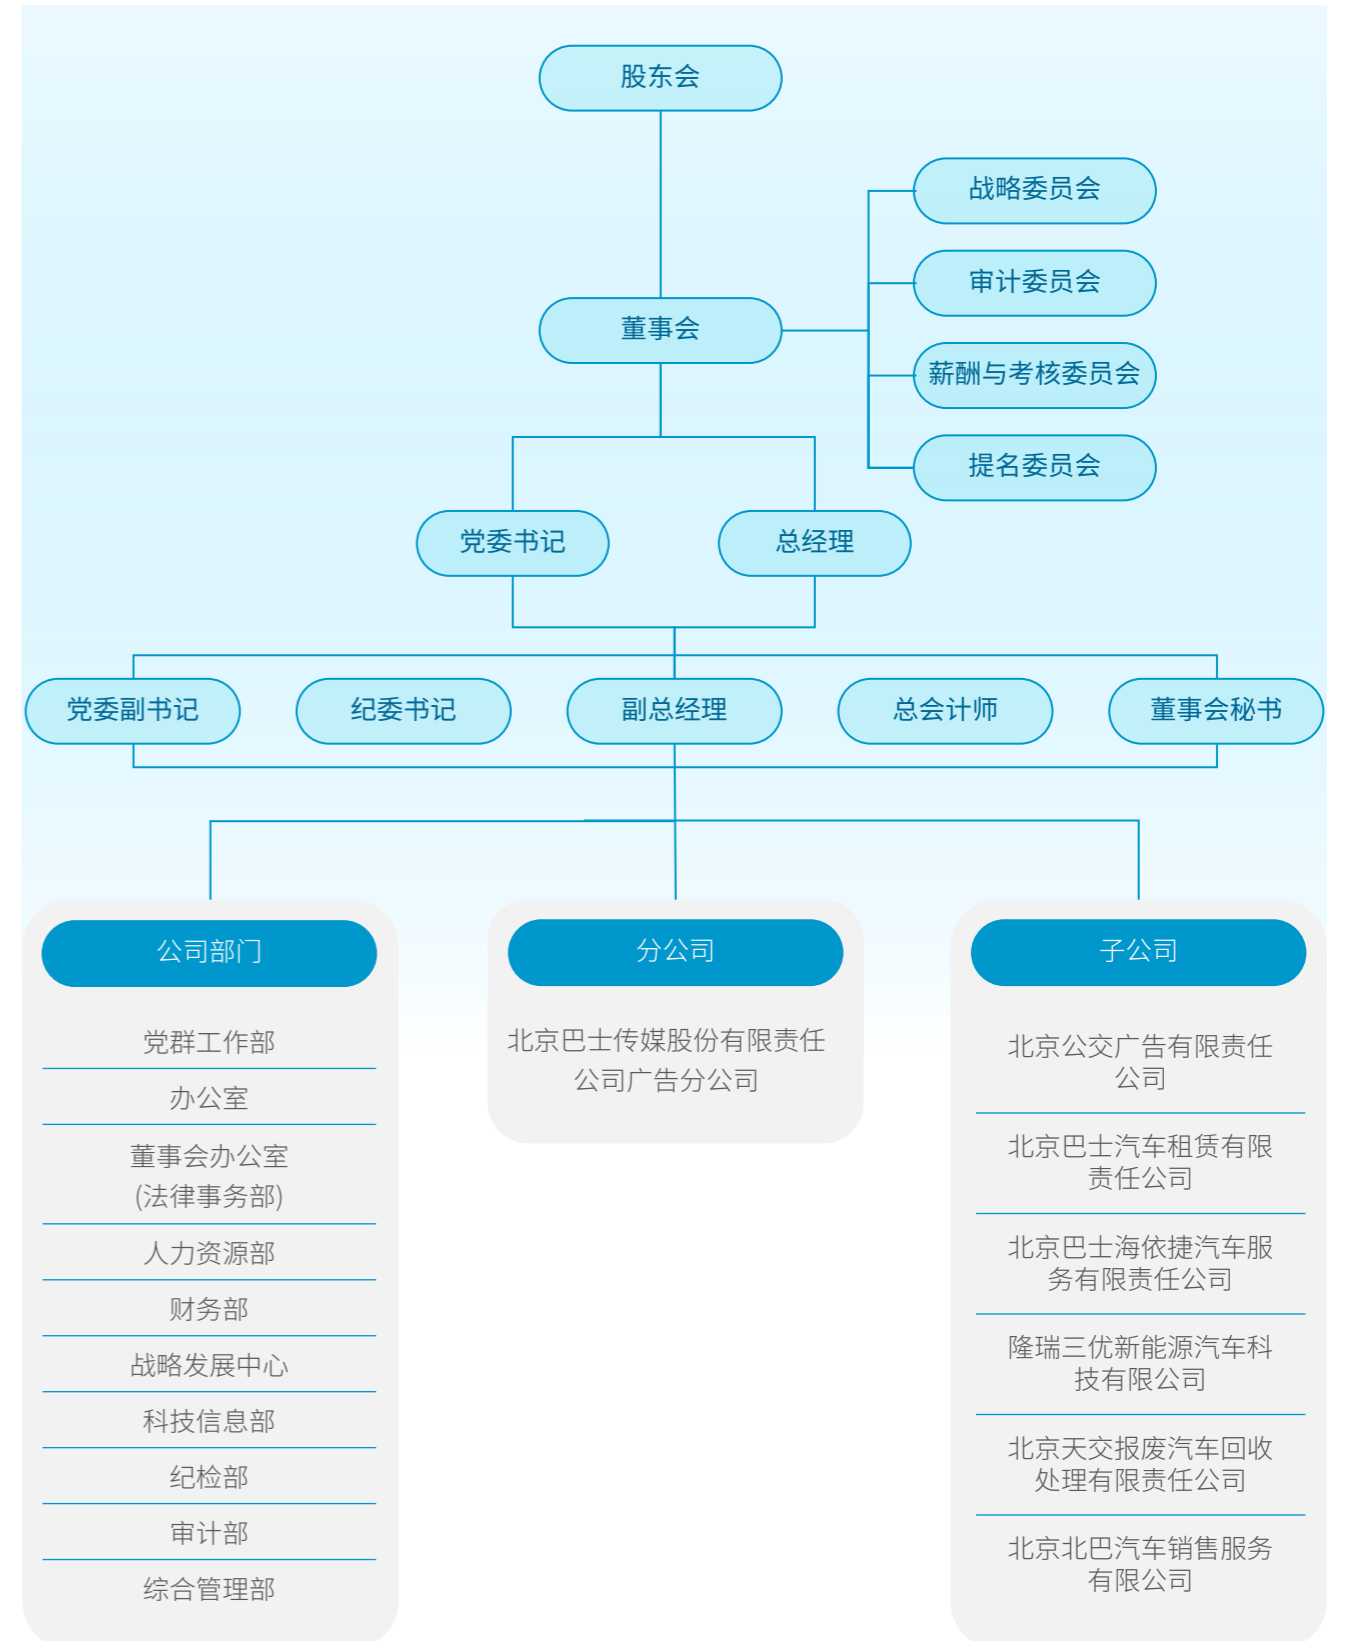 股东会
战略委员会
审计委员会
董事会
薪酬与考核委员会
提名委员会
党委书记
总经理
党委副书记
纪委书记
副总经理
总会计师
董事会秘书
公司部门
党群工作部
办公室
董事会办公室
(法律事务部)
人力资源部
财务部
战略发展中心
科技信息部
纪检部
审计部
综合管理部
分公司
北京巴士传媒股份有限责任
公司广告分公司
子公司
北京公交广告有限责任
公司
北京巴士汽车租赁有限
责任公司
北京巴士海依捷汽车服
务有限责任公司
隆瑞三优新能源汽车科
技有限公司
北京天交报废汽车回收
处理有限责任公司
北京北巴汽车销售服务
有限公司